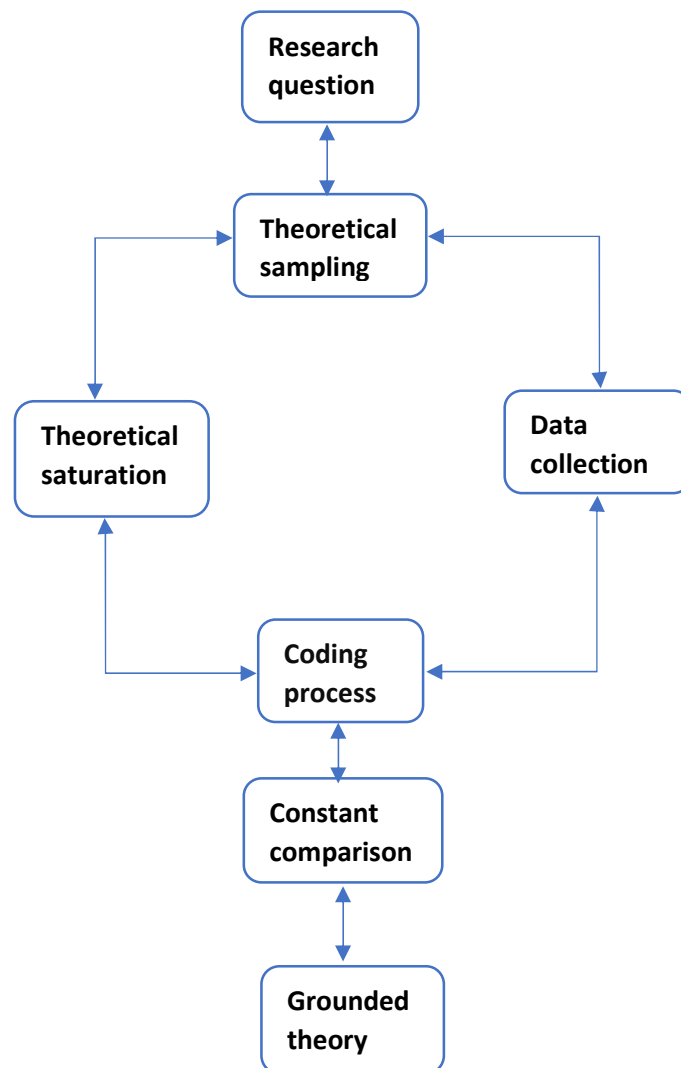 Research
question
Theoretical
sampling
Theoretical
saturation
Data
collection
Coding
process
Constant
comparison
Grounded
theory